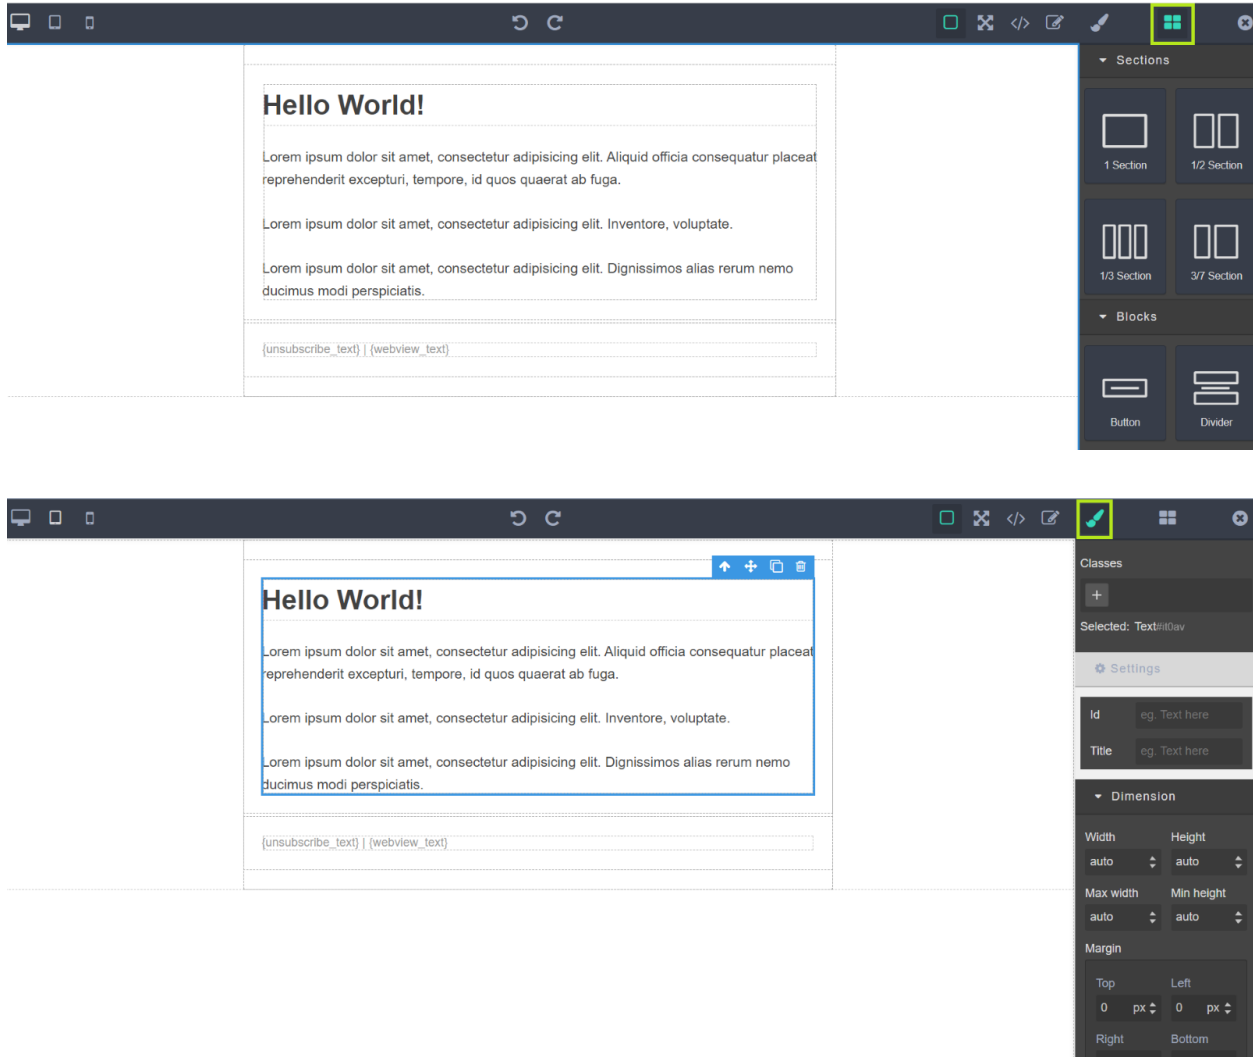 Sections
Hello World!
Lorem ipsum dolor sit amet, consectetur adipisicing elit. Aliquid officia consequatur placeat
reprehenderit excepturi, tempore, id quos quaerat ab fuga.
Lorem ipsum dolor sit amet, consectetur adipisicing elit. Inventore, voluptate.
Lorem ipsum dolor sit amet, consectetur adipisicing elit. Dignissimos alias rerum nemo
ducimus modi perspiciatis.
{unsubscribe_text} | {webview_text}
1 Section
1/2 Section
1/3 Section
3/7 Section
Blocks
Button
Divider
Hello World!
Lorem ipsum dolor sit amet, consectetur adipisicing elit. Aliquid officia consequatur placeat
reprehenderit excepturi, tempore, id quos quaerat ab fuga.
Lorem ipsum dolor sit amet, consectetur adipisicing elit. Inventore, voluptate.
Lorem ipsum dolor sit amet, consectetur adipisicing elit. Dignissimos alias rerum nemo
ducimus modi perspiciatis.
{unsubscribe_text} | {webview_text}
Classes
Selected: Text#it0av
Settings
Id eg. Text here
Title eg. Text here
Dimension
Width Height
auto auto
Max width Min height
auto auto
Margin
Top Left
0 px 0 px
Right Bottom